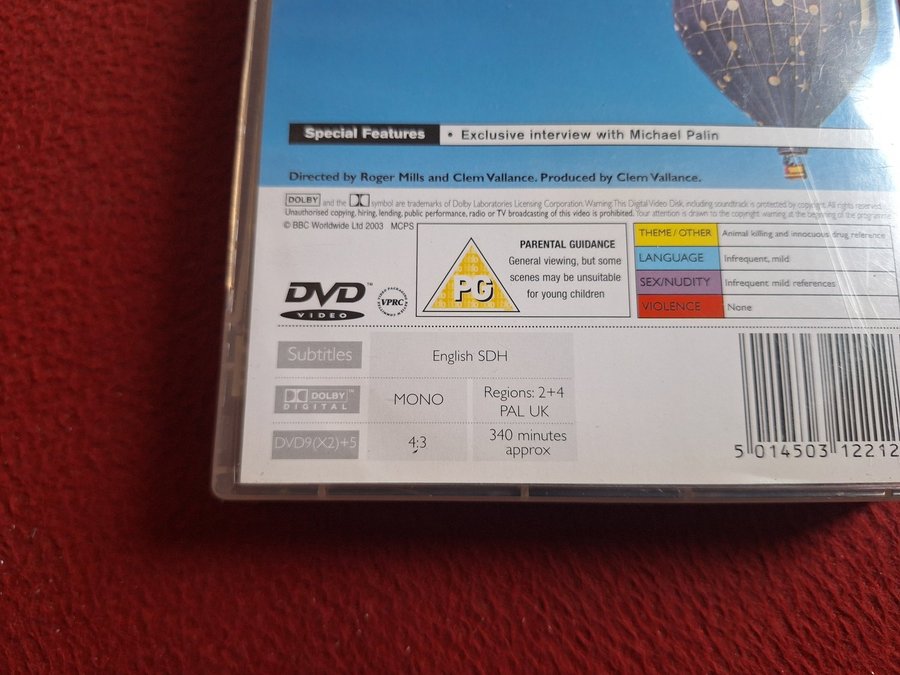 Special Features • Exclusive interview with Michael Palin
Directed by Roger Mills and Clem Vallance. Produced by Clem Vallance.
DOLBY and the symbol are trademarks of Dolby Laboratories Licensing Corporation. Warning: This Digital Video Disk, including soundtrack is protected by copyright. All rights reserved.
Unauthorised copying, hiring, lending, public performance, radio or TV broadcasting of this video is prohibited. Your attention is drawn to the copyright warning at the beginning of the programme
© BBC Worldwide Ltd 2003 MCPS
DVD™
VIDEO
VPRC
PG
PARENTAL GUIDANCE
General viewing, but some
scenes may be unsuitable
for young children
THEME / OTHER Animal killing and innocuous drug reference
LANGUAGE Infrequent, mild
SEX/NUDITY Infrequent mild references
VIOLENCE None
Subtitles English SDH
DOLBY™
DIGITAL
MONO
Regions: 2+4
PAL UK
DVD9(X2)+5
4:3
340 minutes
approx
5 014503 12212